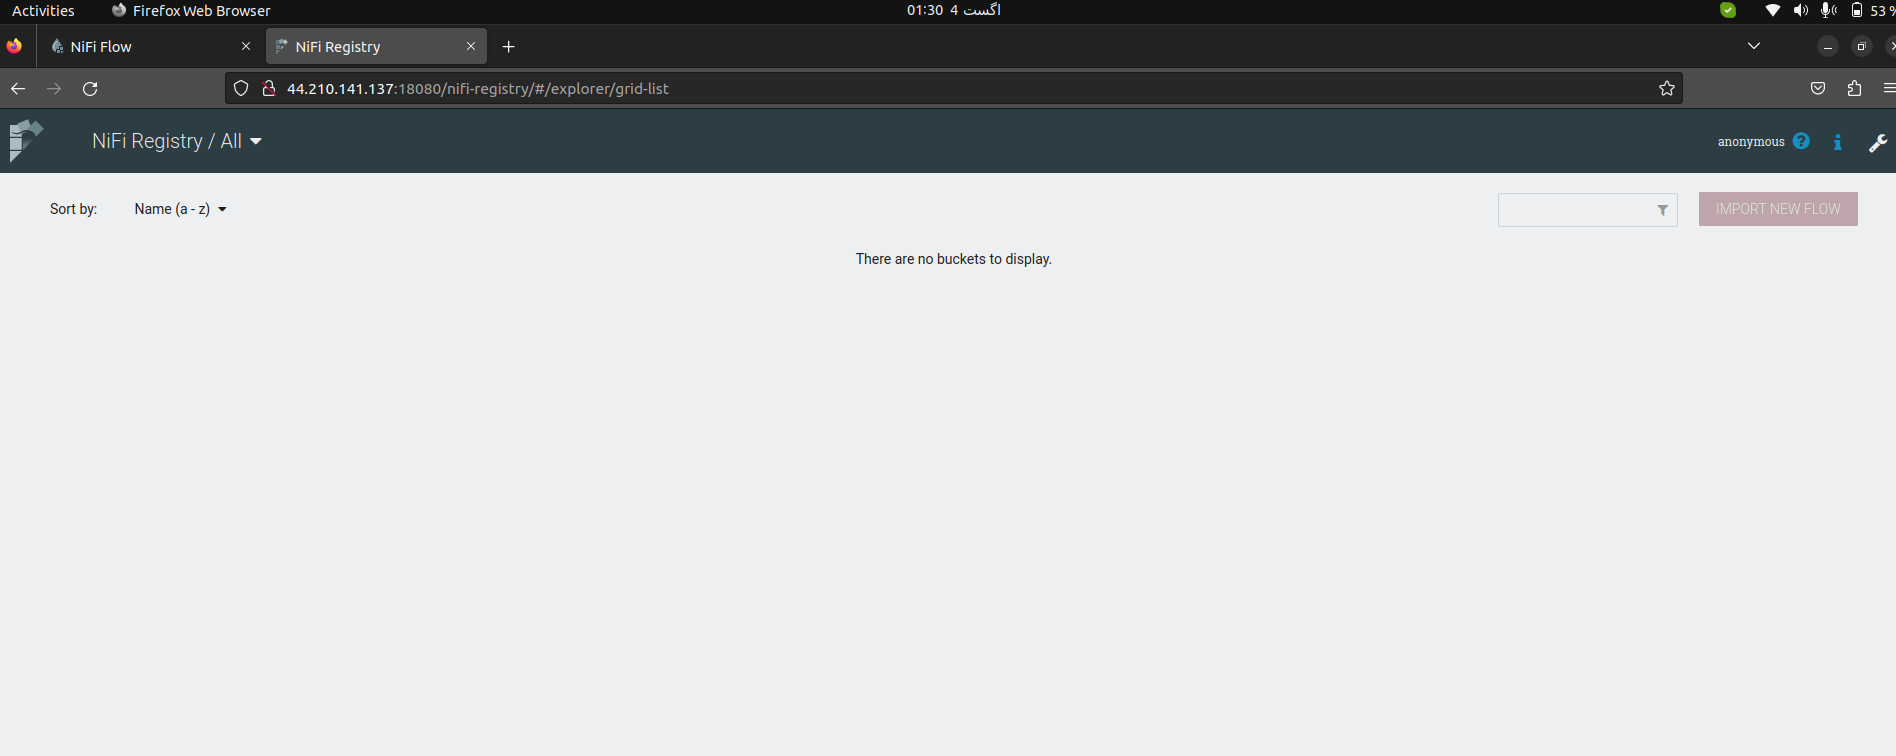 Activities Firefox Web Browser 01:30 4 اگست 53 %
NiFi Flow NiFi Registry
44.210.141.137:18080/nifi-registry/#/explorer/grid-list
NiFi Registry / All anonymous
Sort by: Name (a - z) IMPORT NEW FLOW
There are no buckets to display.